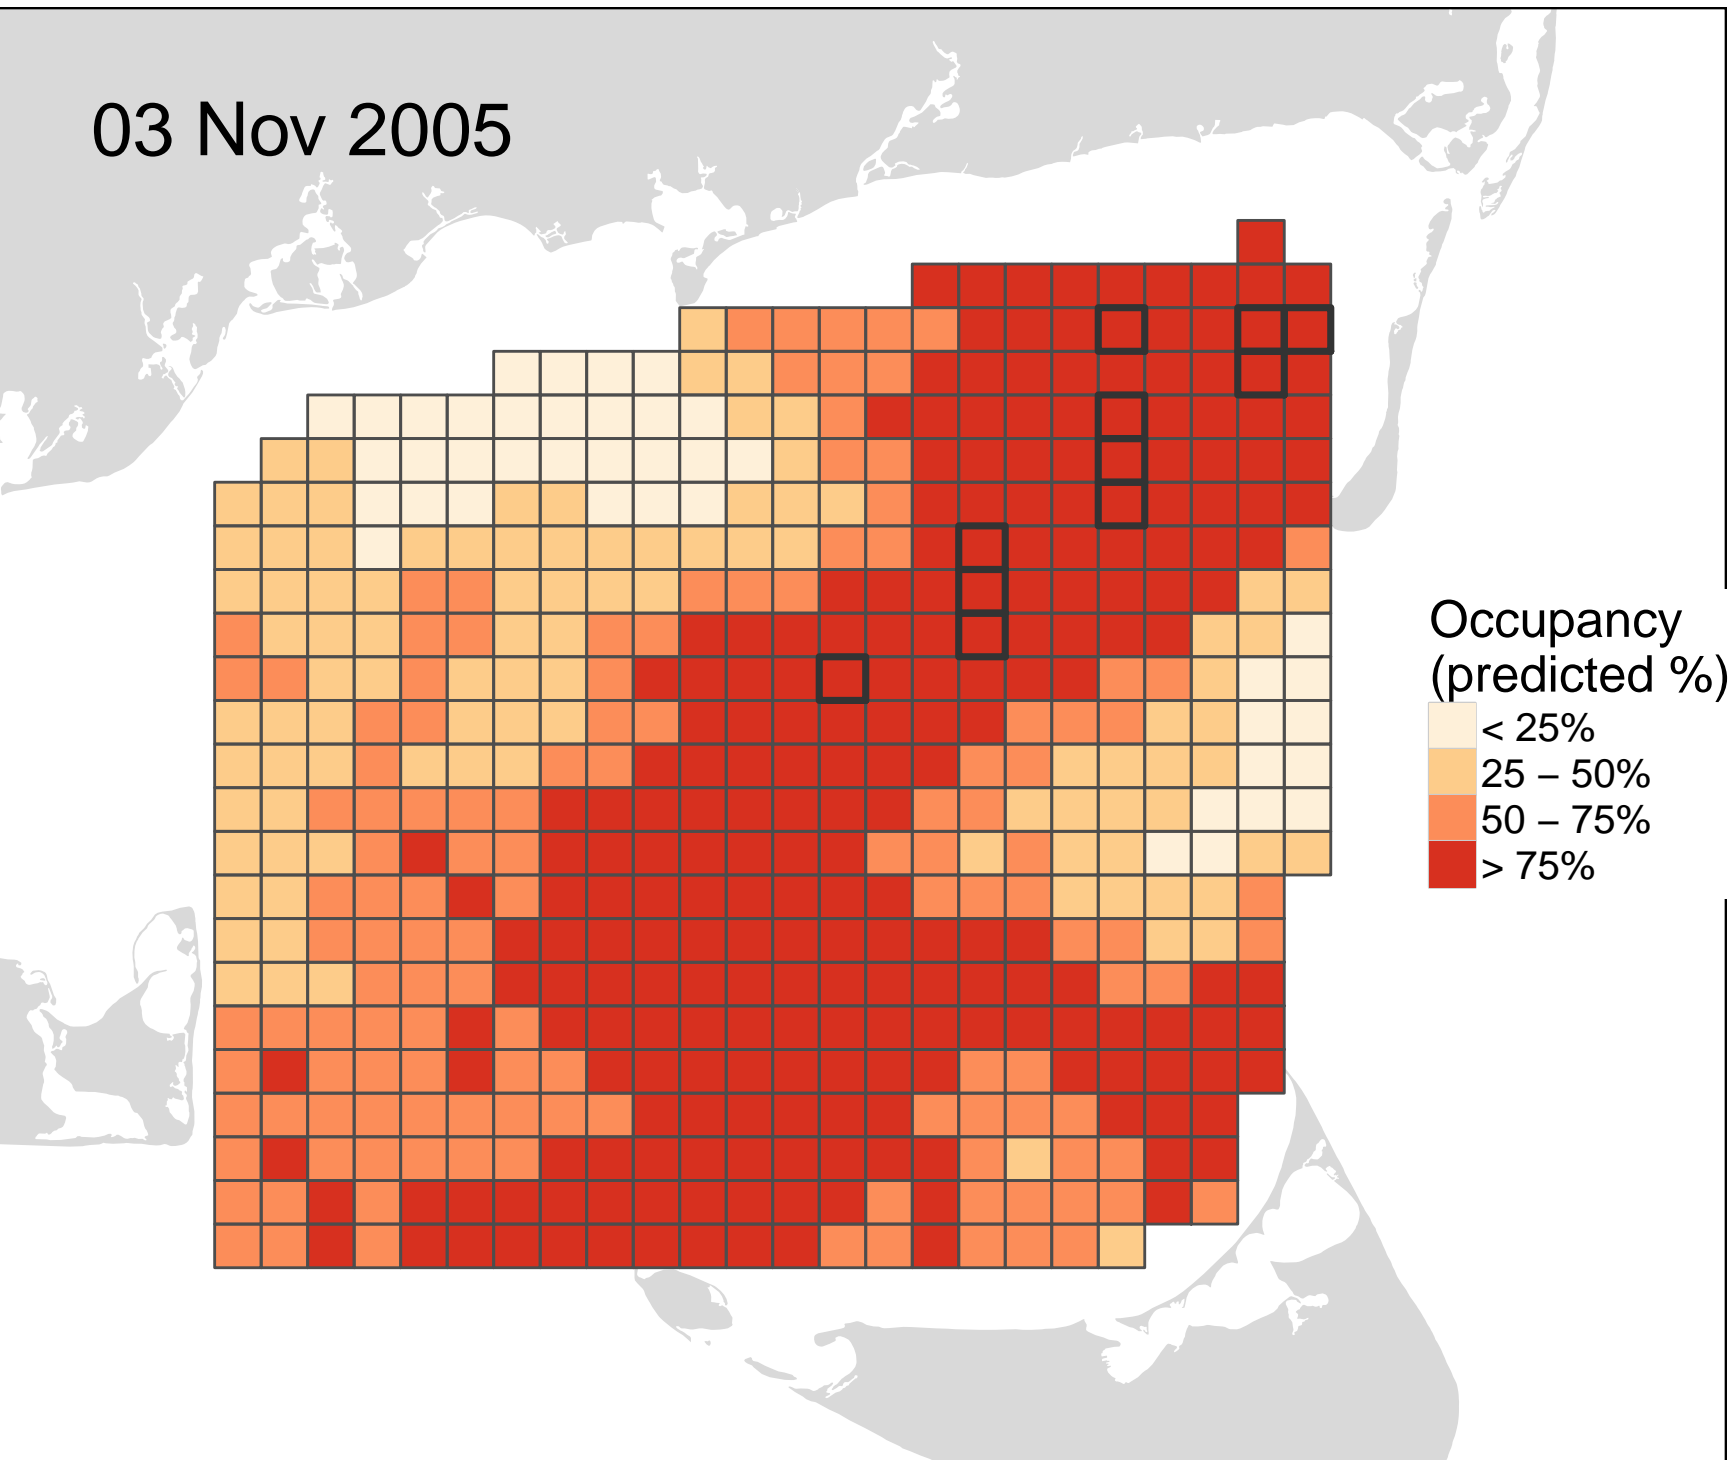 03 Nov 2005
Occupancy
(predicted %)
< 25%
25 – 50%
50 – 75%
> 75%